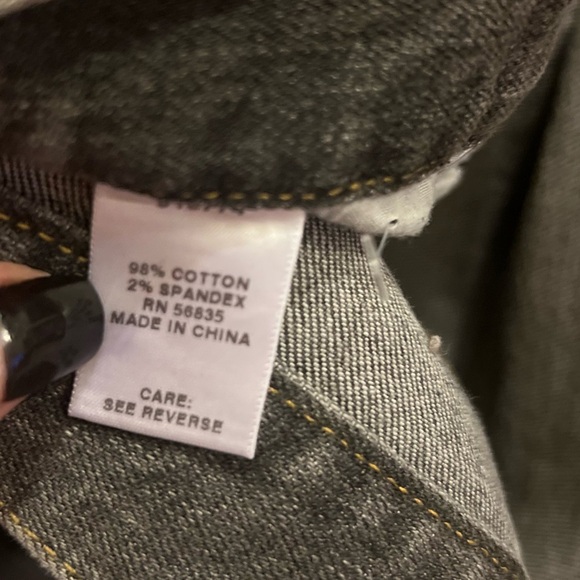 98% COTTON
2% SPANDEX
RN 56835
MADE IN CHINA
CARE:
SEE REVERSE